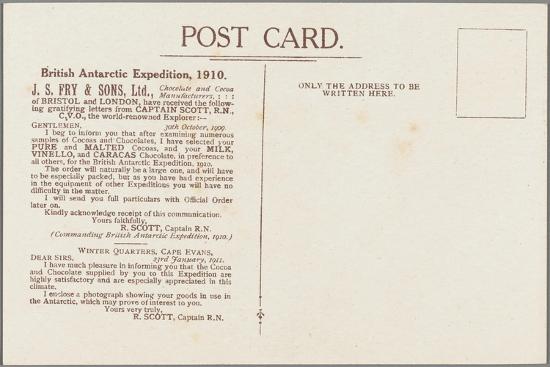 POST CARD.
British Antarctic Expedition, 1910.
J. S. FRY & SONS, Ltd., Chocolate and Cocoa
Manufacturers, : : :
of BRISTOL and LONDON, have received the follow-
ing gratifying letters from CAPTAIN SCOTT, R.N.,
C.V.O., the world-renowned Explorer:—
GENTLEMEN, 30th October, 1909.
I beg to inform you that after examining numerous
samples of Cocoas and Chocolates, I have selected your
PURE and MALTED Cocoas, and your MILK,
VINELLO, and CARACAS Chocolate, in preference to
all others, for the British Antarctic Expedition, 1910.
The order will naturally be a large one, and will have
to be especially packed, but as you have had experience
in the equipment of other Expeditions you will have no
difficulty in the matter.
I will send you full particulars with Official Order
later on.
Kindly acknowledge receipt of this communication.
Yours faithfully,
R. SCOTT, Captain R.N.
(Commanding British Antarctic Expedition, 1910.)
WINTER QUARTERS, CAPE EVANS,
DEAR SIRS, 23rd January, 1911.
I have much pleasure in informing you that the Cocoa
and Chocolate supplied by you to this Expedition are
highly satisfactory and are especially appreciated in this
climate.
I enclose a photograph showing your goods in use in
the Antarctic, which may prove of interest to you.
Yours very truly,
R. SCOTT, Captain R.N.
ONLY THE ADDRESS TO BE
WRITTEN HERE.